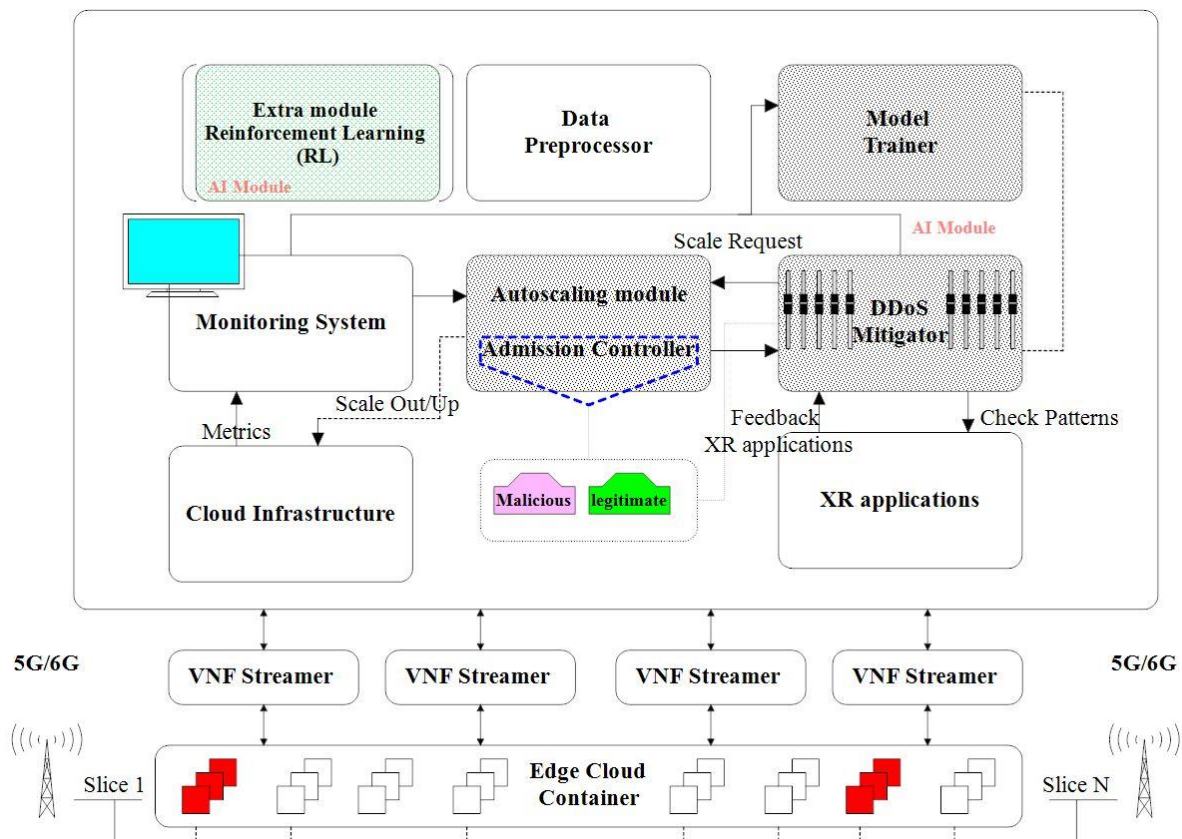 Extra module
Reinforcement Learning
(RL)
AI Module
Data
Preprocessor
Model
Trainer
AI Module
Scale Request
Monitoring System
Autoscaling module
Admission Controller
DDoS
Mitigator
Scale Out/Up
Metrics
Feedback
XR applications
Check Patterns
Cloud Infrastructure
Malicious
legitimate
XR applications
5G/6G
VNF Streamer
VNF Streamer
VNF Streamer
VNF Streamer
5G/6G
Slice 1
Edge Cloud
Container
Slice N